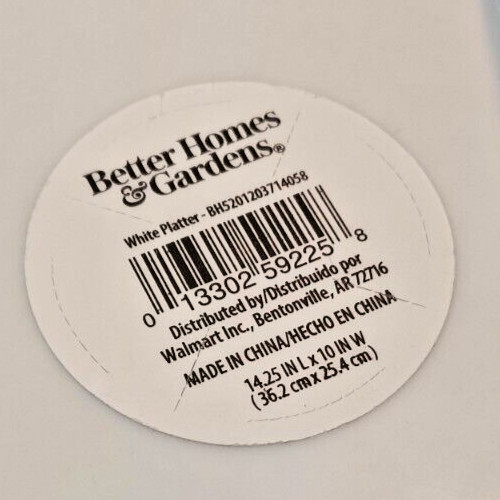 Better Homes
& Gardens®
White Platter - BH5201203714058
0 13302 59225 8
Distributed by/Distribuido por
Walmart Inc., Bentonville, AR 72716
MADE IN CHINA/HECHO EN CHINA
14.25 IN L x 10 IN W
(36.2 cm x 25.4 cm)